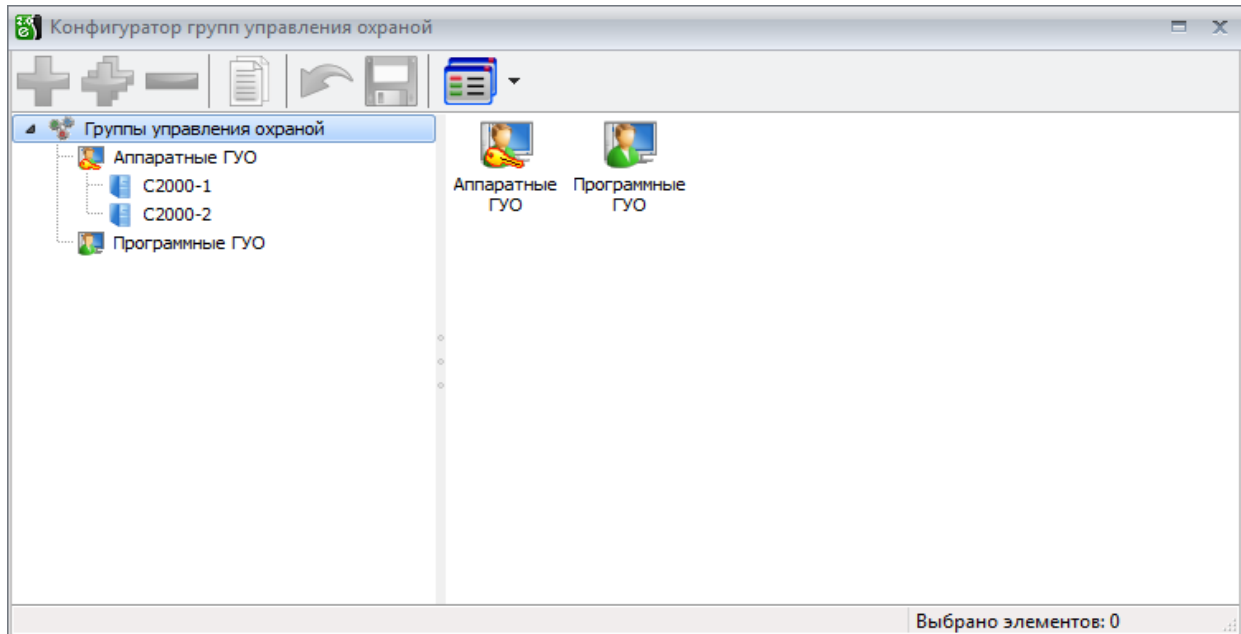 Конфигуратор групп управления охраной
Группы управления охраной
Аппаратные ГУО
С2000-1
С2000-2
Программные ГУО
Аппаратные
ГУО
Программные
ГУО
Выбрано элементов: 0